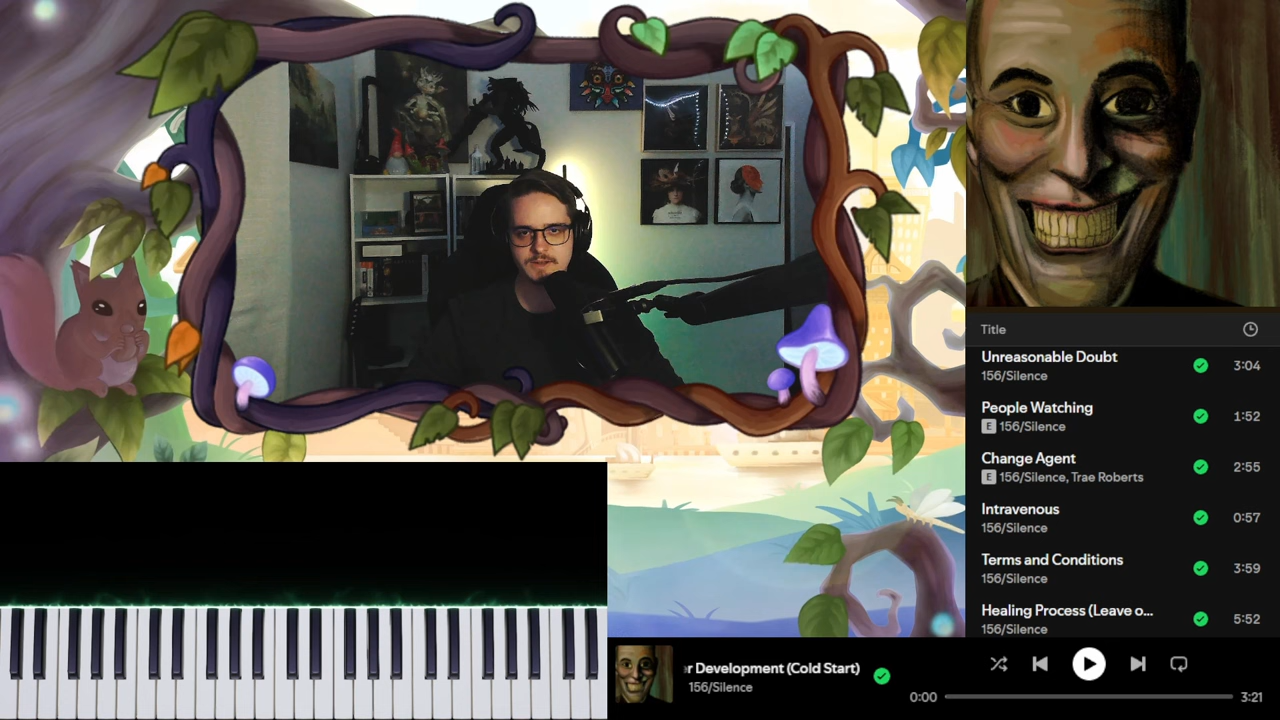 Title
Unreasonable Doubt
3:04
156/Silence
People Watching
1:52
E 156/Silence
Change Agent
2:55
E 156/Silence, Trae Roberts
Intravenous
0:57
156/Silence
Terms and Conditions
3:59
156/Silence
Healing Process (Leave o...
5:52
156/Silence
r Development (Cold Start)
156/Silence
0:00
3:21